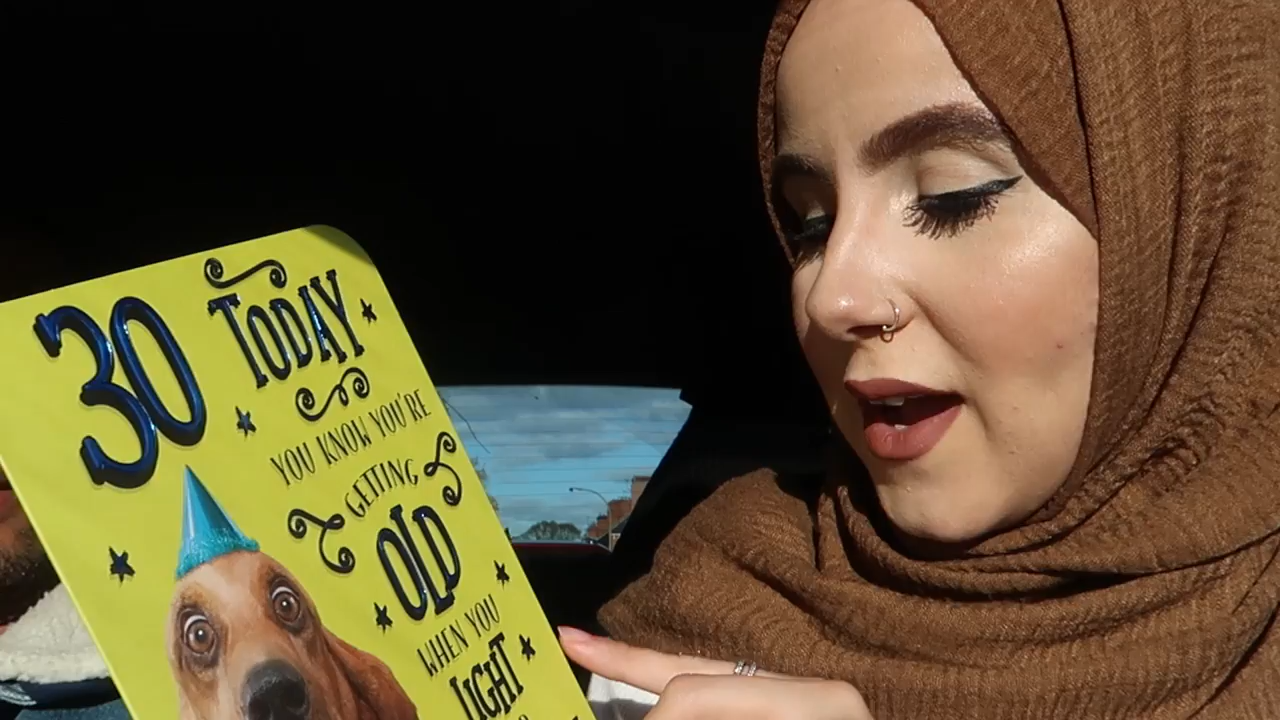 30 TODAY
YOU KNOW YOU'RE
GETTING
OLD
WHEN YOU
LIGHT